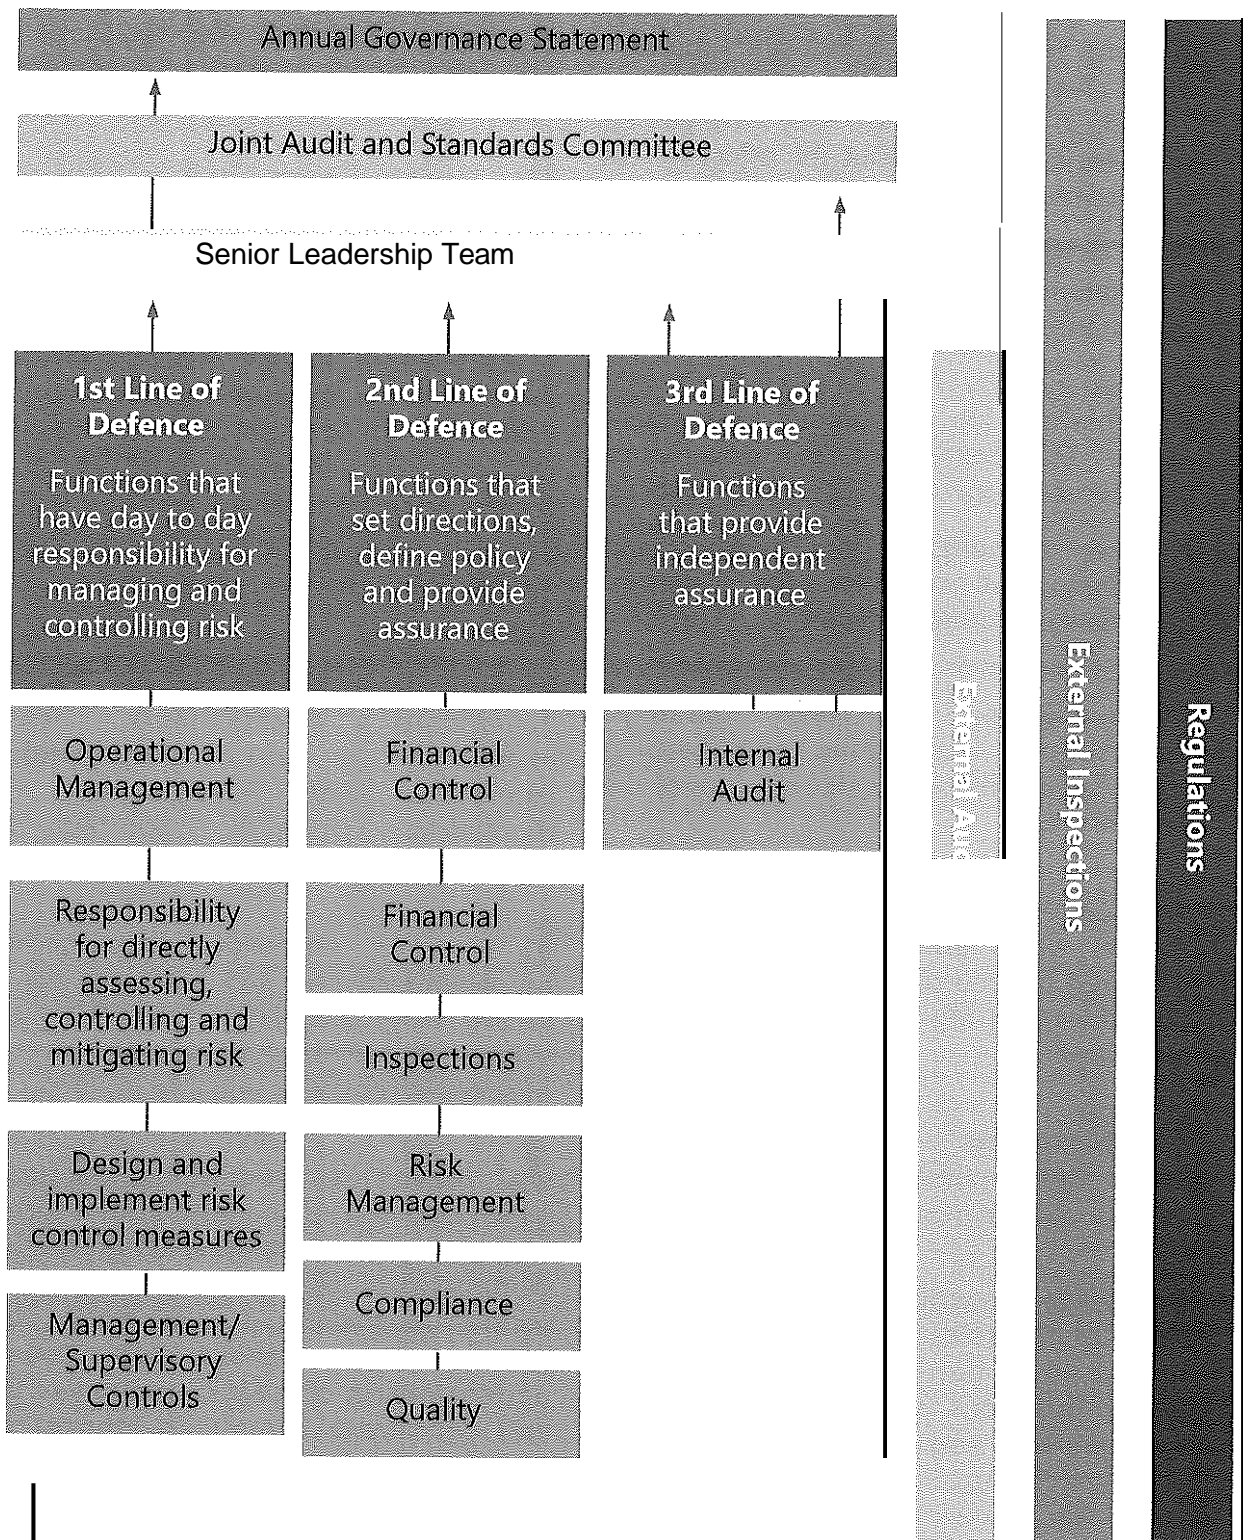 Annual Governance Statement
Joint Audit and Standards Committee
Senior Leadership Team
1st Line of
Defence
Functions that
have day to day
responsibility for
managing and
controlling risk
Operational
Management
Responsibility
for directly
assessing,
controlling and
mitigating risk
Design and
implement risk
control measures
Management/
Supervisory
Controls
2nd Line of
Defence
Functions that
set directions,
define policy
and provide
assurance
Financial
Control
Financial
Control
Inspections
Risk
Management
Compliance
Quality
3rd Line of
Defence
Functions
that provide
independent
assurance
Internal
Audit
External
External Inspections
Regulations